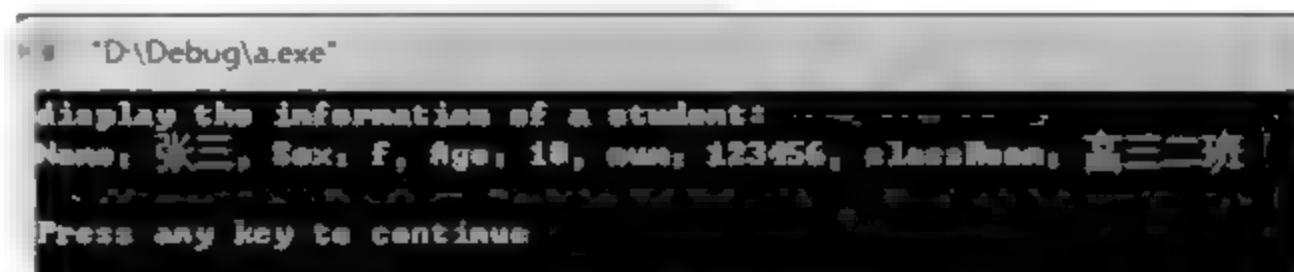 "D:\Debug\a.exe"
display the information of a student:
Name: 张三, Sex: f, Age: 18, num: 123456, className: 高三二班
Press any key to continue